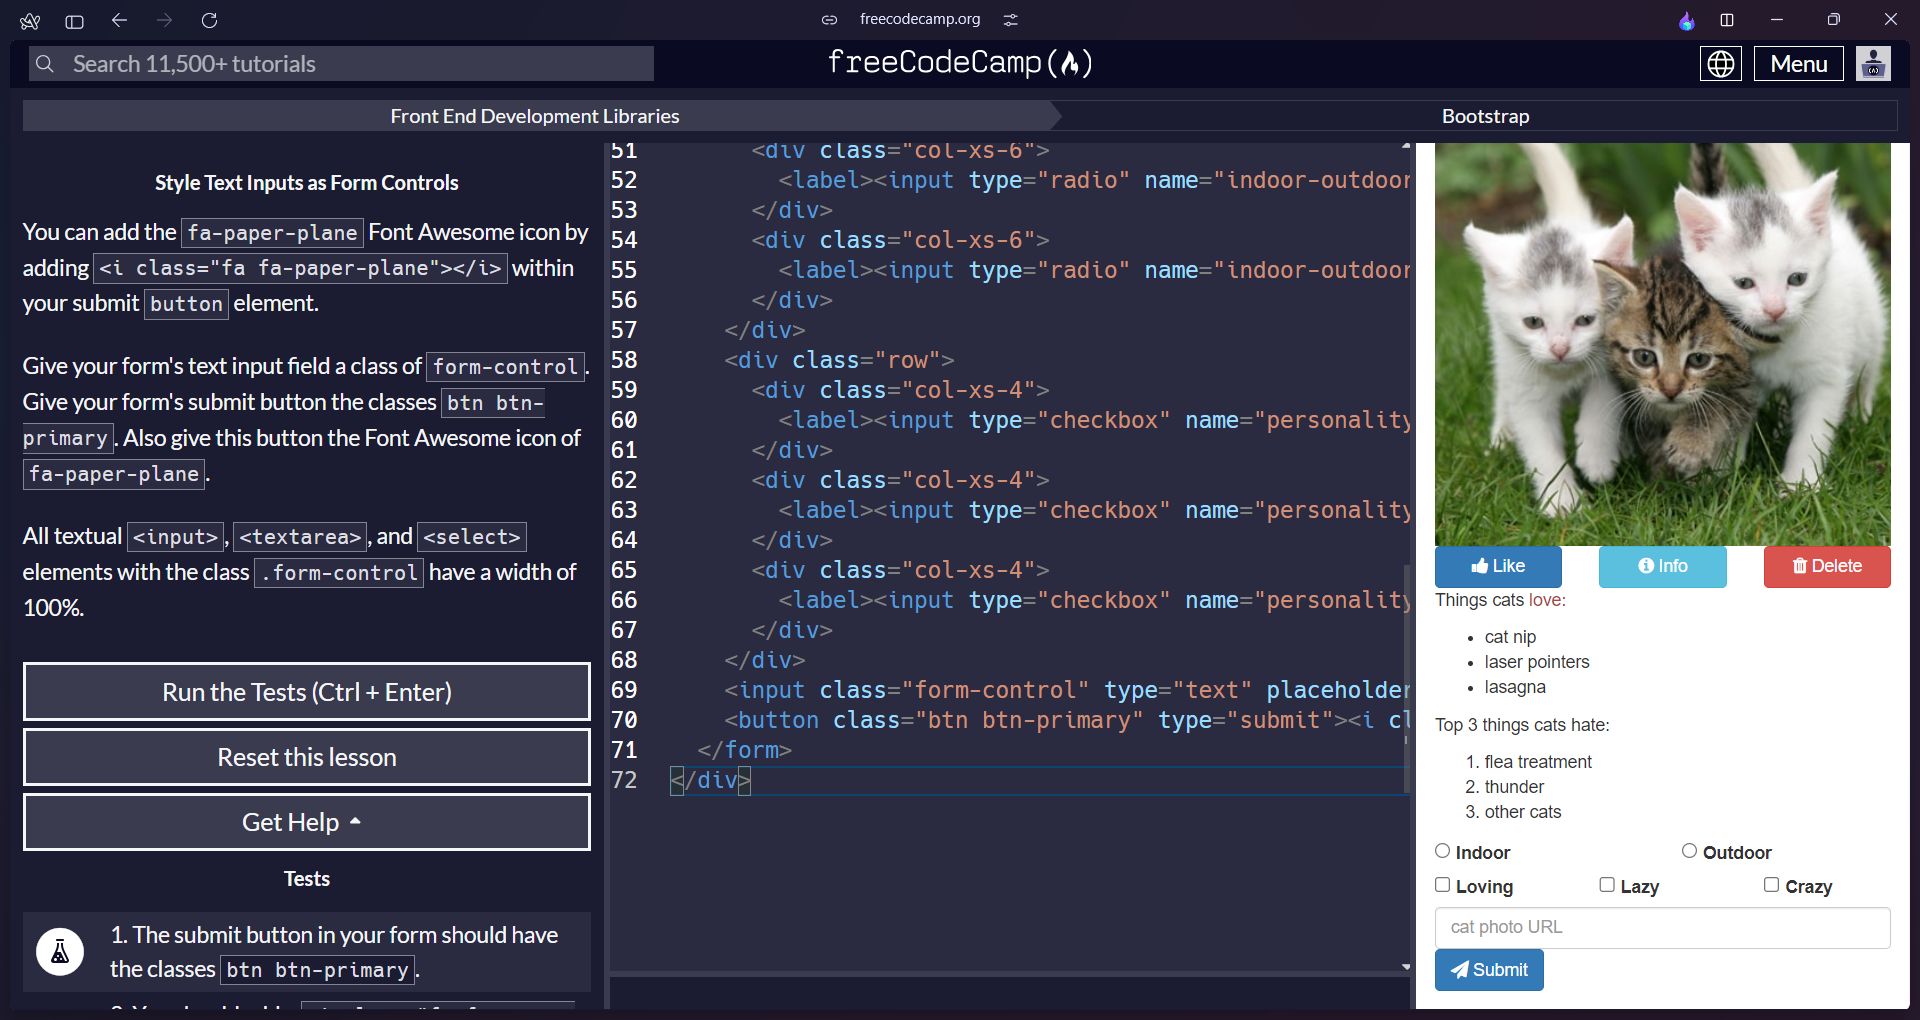 freecodecamp.org
Search 11,500+ tutorials
freeCodeCamp
Menu
Front End Development Libraries
Bootstrap
Style Text Inputs as Form Controls
You can add the fa-paper-plane Font Awesome icon by
adding <i class="fa fa-paper-plane"></i> within
your submit button element.
Give your form's text input field a class of form-control.
Give your form's submit button the classes btn btn-
primary. Also give this button the Font Awesome icon of
fa-paper-plane.
All textual <input>, <textarea>, and <select>
elements with the class .form-control have a width of
100%.
Run the Tests (Ctrl + Enter)
Reset this lesson
Get Help
Tests
1. The submit button in your form should have
the classes btn btn-primary.
51 <div class="col-xs-6">
52 <label><input type="radio" name="indoor-outdoor
53 </div>
54 <div class="col-xs-6">
55 <label><input type="radio" name="indoor-outdoor
56 </div>
57 </div>
58 <div class="row">
59 <div class="col-xs-4">
60 <label><input type="checkbox" name="personality
61 </div>
62 <div class="col-xs-4">
63 <label><input type="checkbox" name="personality
64 </div>
65 <div class="col-xs-4">
66 <label><input type="checkbox" name="personality
67 </div>
68 </div>
69 <input class="form-control" type="text" placeholder
70 <button class="btn btn-primary" type="submit"><i cl
71 </form>
72 </div>
Like
Info
Delete
Things cats love:
• cat nip
• laser pointers
• lasagna
Top 3 things cats hate:
1. flea treatment
2. thunder
3. other cats
Indoor
Outdoor
Loving
Lazy
Crazy
cat photo URL
Submit